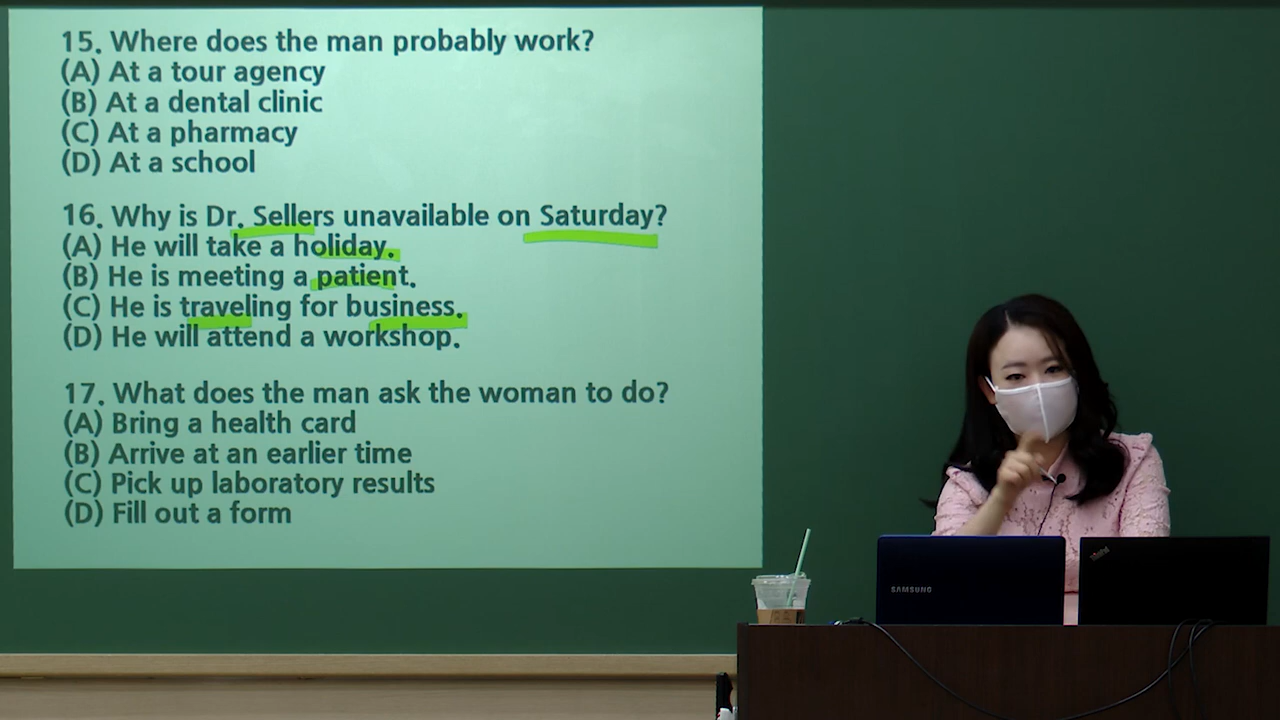 15. Where does the man probably work?
(A) At a tour agency
(B) At a dental clinic
(C) At a pharmacy
(D) At a school
16. Why is Dr. Sellers unavailable on Saturday?
(A) He will take a holiday.
(B) He is meeting a patient.
(C) He is traveling for business.
(D) He will attend a workshop.
17. What does the man ask the woman to do?
(A) Bring a health card
(B) Arrive at an earlier time
(C) Pick up laboratory results
(D) Fill out a form
SAMSUNG
ThinkPad